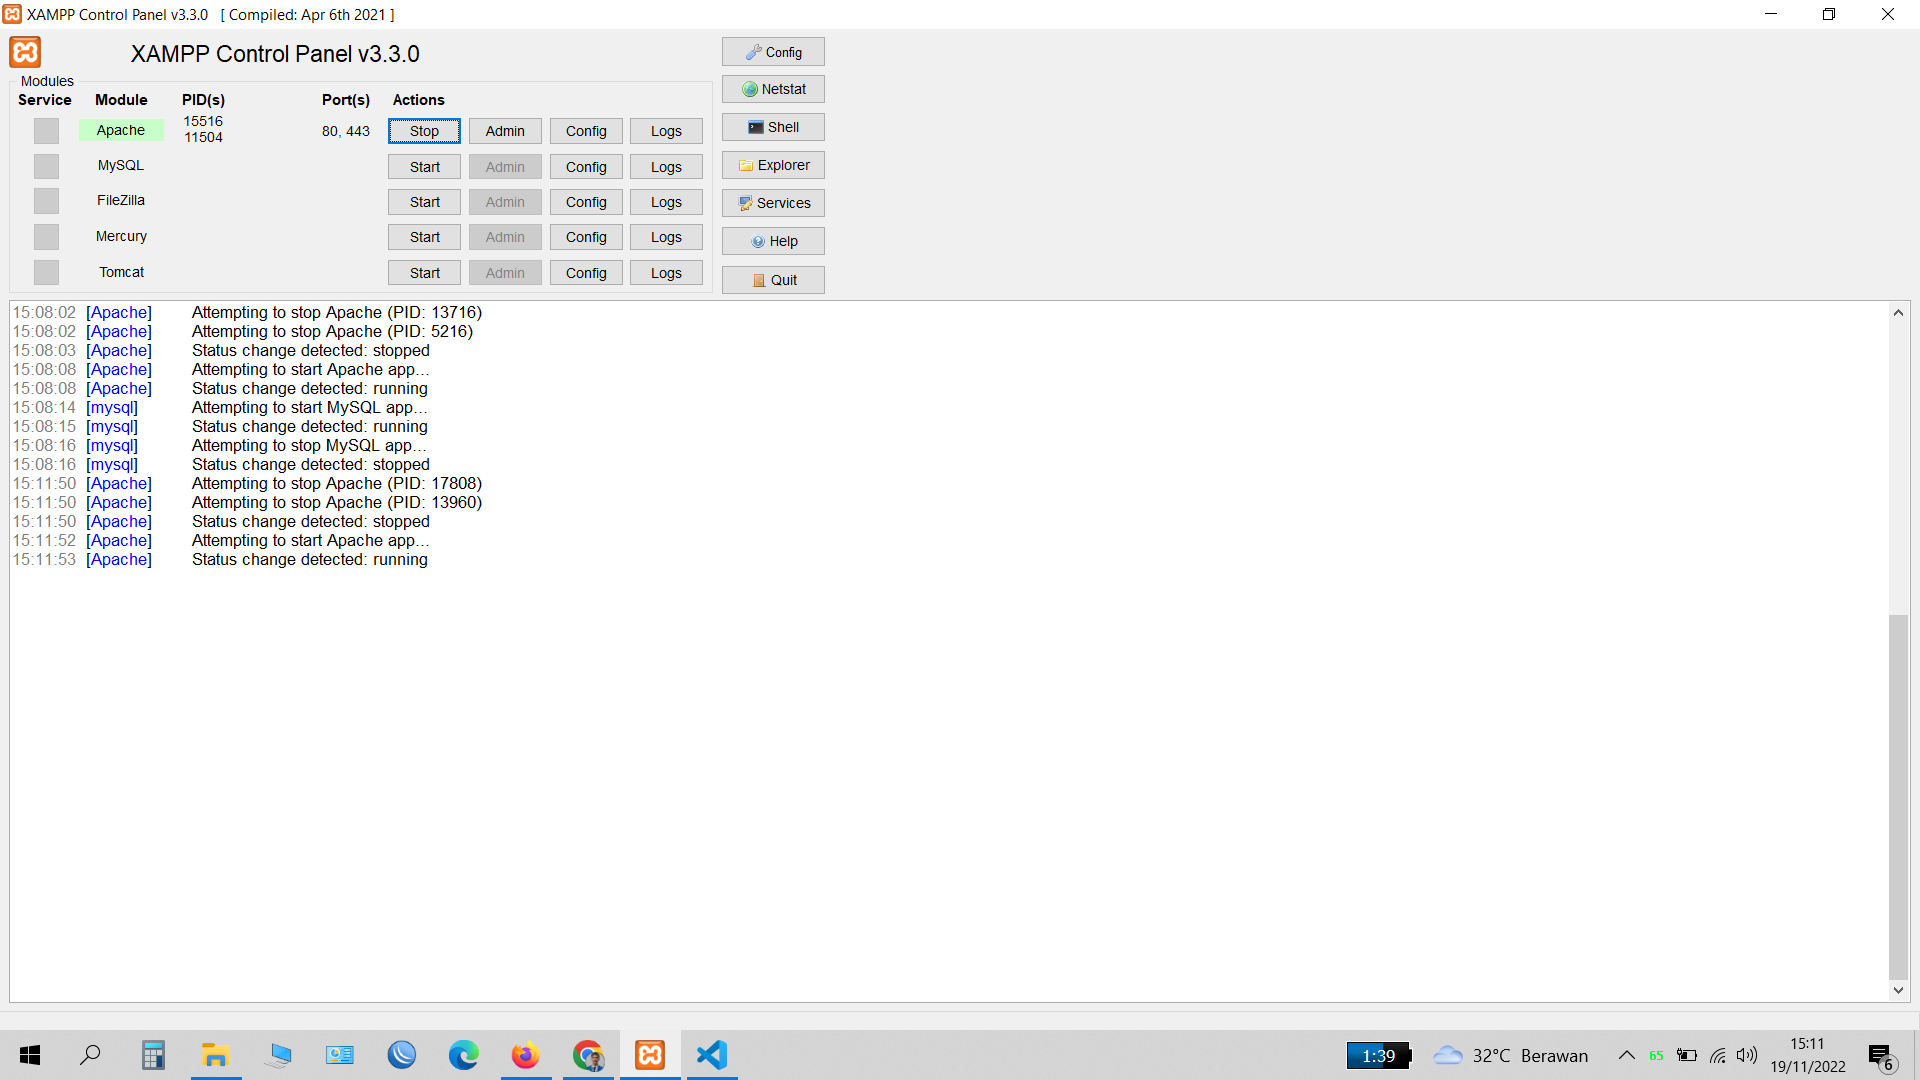 XAMPP Control Panel v3.3.0 [ Compiled: Apr 6th 2021 ]
XAMPP Control Panel v3.3.0
Config
Modules
Service Module PID(s) Port(s) Actions
Netstat
Apache 15516 11504 80, 443 Stop Admin Config Logs
Shell
MySQL Start Admin Config Logs
Explorer
FileZilla Start Admin Config Logs
Services
Mercury Start Admin Config Logs
Help
Tomcat Start Admin Config Logs
Quit
15:08:02 [Apache] Attempting to stop Apache (PID: 13716)
15:08:02 [Apache] Attempting to stop Apache (PID: 5216)
15:08:03 [Apache] Status change detected: stopped
15:08:08 [Apache] Attempting to start Apache app...
15:08:08 [Apache] Status change detected: running
15:08:14 [mysql] Attempting to start MySQL app...
15:08:15 [mysql] Status change detected: running
15:08:16 [mysql] Attempting to stop MySQL app...
15:08:16 [mysql] Status change detected: stopped
15:11:50 [Apache] Attempting to stop Apache (PID: 17808)
15:11:50 [Apache] Attempting to stop Apache (PID: 13960)
15:11:50 [Apache] Status change detected: stopped
15:11:52 [Apache] Attempting to start Apache app...
15:11:53 [Apache] Status change detected: running
1:39 32°C Berawan 65 15:11
19/11/2022 6